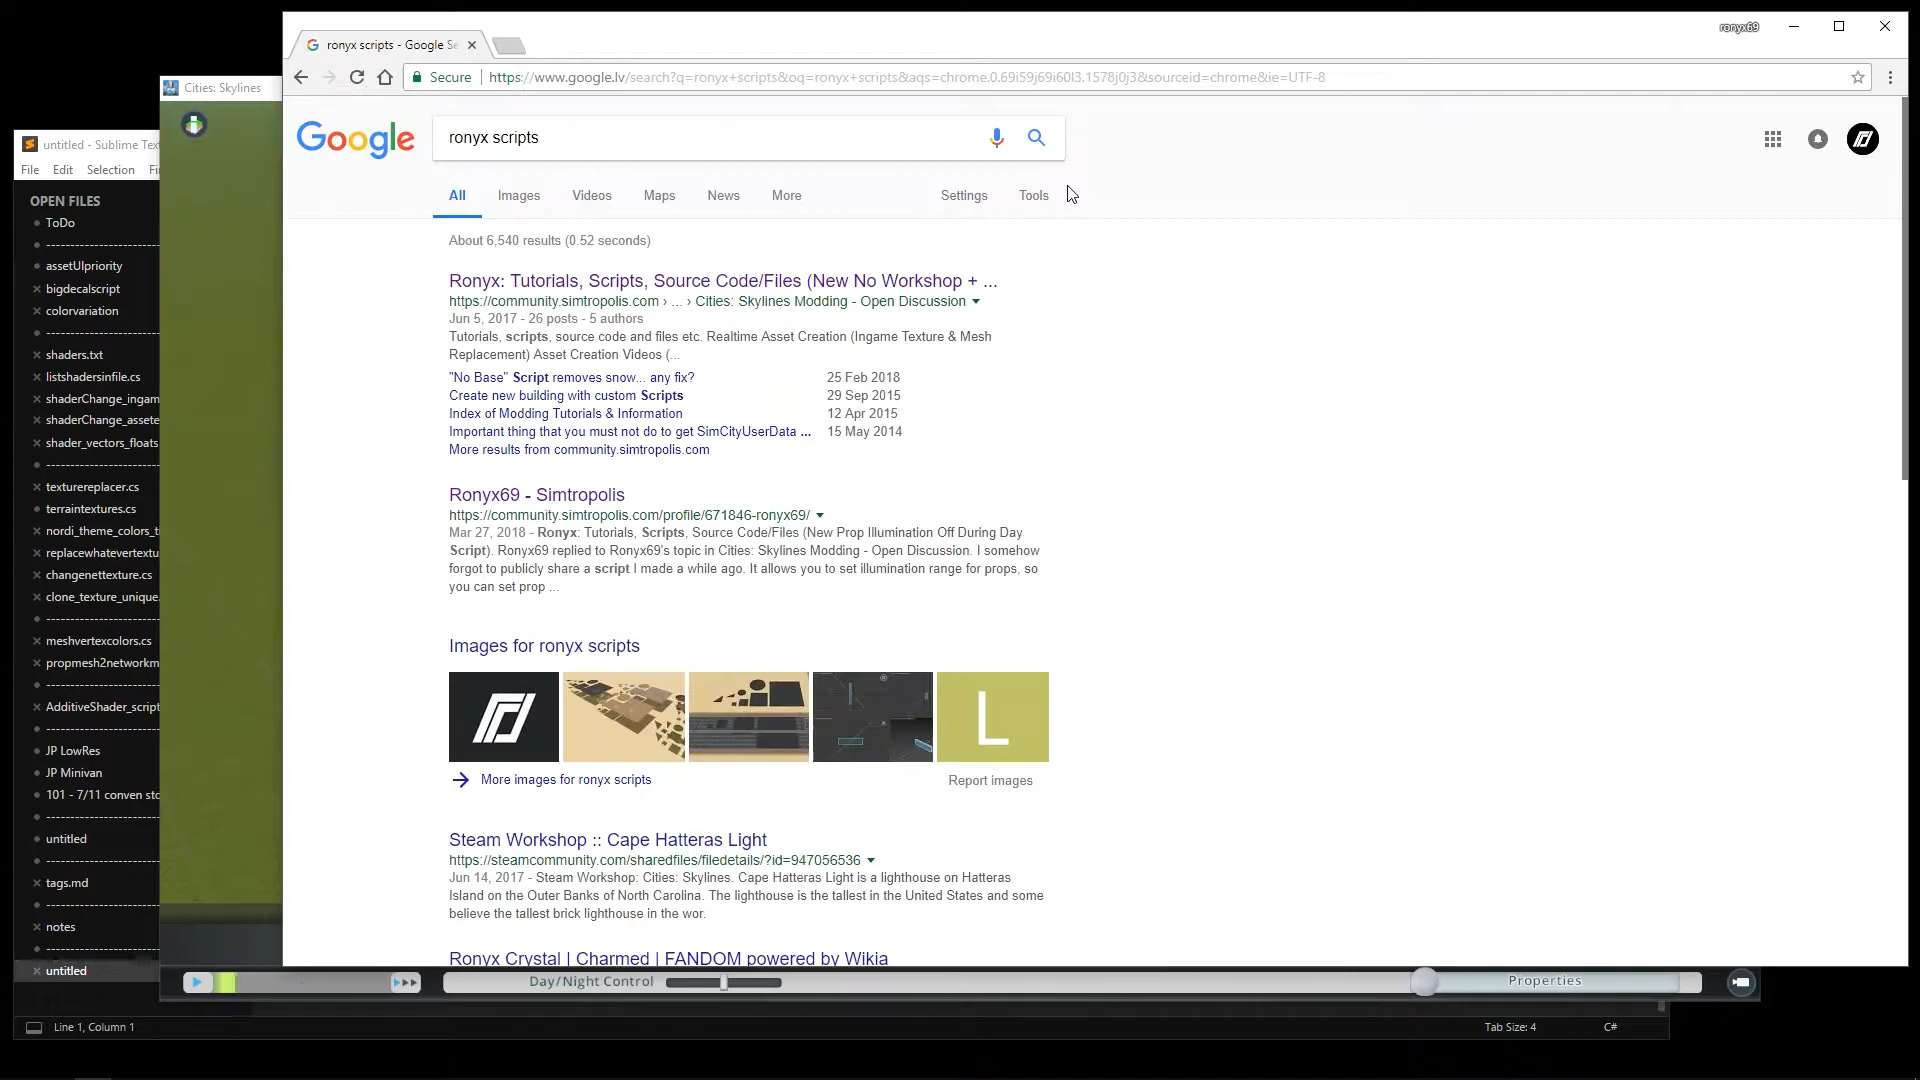 ronyx69
ronyx scripts - Google Se
Secure
https://www.google.lv/search?q=ronyx+scripts&oq=ronyx+scripts&aqs=chrome.0.69i59j69i60l3.1578j0j3&sourceid=chrome&ie=UTF-8
Google
ronyx scripts
All Images Videos Maps News More Settings Tools
About 6,540 results (0.52 seconds)
Ronyx: Tutorials, Scripts, Source Code/Files (New No Workshop + ...
https://community.simtropolis.com › ... › Cities: Skylines Modding - Open Discussion
Jun 5, 2017 - 26 posts - 5 authors
Tutorials, scripts, source code and files etc. Realtime Asset Creation (Ingame Texture & Mesh
Replacement) Asset Creation Videos (...
"No Base" Script removes snow... any fix? 25 Feb 2018
Create new building with custom Scripts 29 Sep 2015
Index of Modding Tutorials & Information 12 Apr 2015
Important thing that you must not do to get SimCityUserData ... 15 May 2014
More results from community.simtropolis.com
Ronyx69 - Simtropolis
https://community.simtropolis.com/profile/671846-ronyx69/
Mar 27, 2018 - Ronyx: Tutorials, Scripts, Source Code/Files (New Prop Illumination Off During Day
Script). Ronyx69 replied to Ronyx69's topic in Cities: Skylines Modding - Open Discussion. I somehow
forgot to publicly share a script I made a while ago. It allows you to set illumination range for props, so
you can set prop ...
Images for ronyx scripts
L
More images for ronyx scripts
Report images
Steam Workshop :: Cape Hatteras Light
https://steamcommunity.com/sharedfiles/filedetails/?id=947056536
Jun 14, 2017 - Steam Workshop: Cities: Skylines. Cape Hatteras Light is a lighthouse on Hatteras
Island on the Outer Banks of North Carolina. The lighthouse is the tallest in the United States and some
believe the tallest brick lighthouse in the wor.
Ronyx Crystal | Charmed | FANDOM powered by Wikia
Cities: Skylines
Day/Night Control
Properties
untitled - Sublime Tex
File Edit Selection Fi
OPEN FILES
ToDo
--------------------
assetUIpriority
bigdecalscript
colorvariation
--------------------
shaders.txt
listshadersinfile.cs
shaderChange_ingam
shaderChange_assete
shader_vectors_floats
--------------------
texturereplacer.cs
terraintextures.cs
nordi_theme_colors_t
replacewhatevertextu
changenettexture.cs
clone_texture_unique.
--------------------
meshvertexcolors.cs
propmesh2networkm
--------------------
AdditiveShader_script
--------------------
JP LowRes
JP Minivan
101 - 7/11 conven sto
--------------------
untitled
--------------------
tags.md
--------------------
notes
--------------------
untitled
Line 1, Column 1
Tab Size: 4
C#